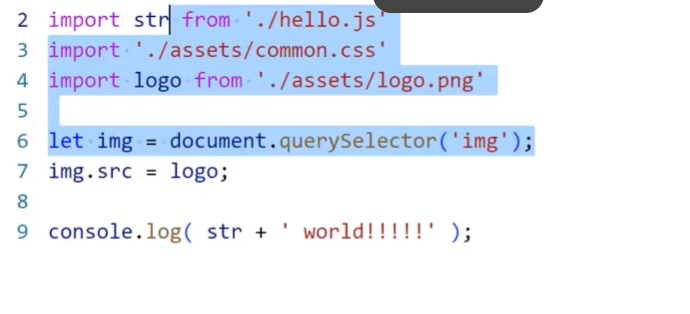 2 import str from './hello.js'
3 import './assets/common.css'
4 import logo from './assets/logo.png'
5
6 let img = document.querySelector('img');
7 img.src = logo;
8
9 console.log( str + ' world!!!!!' );